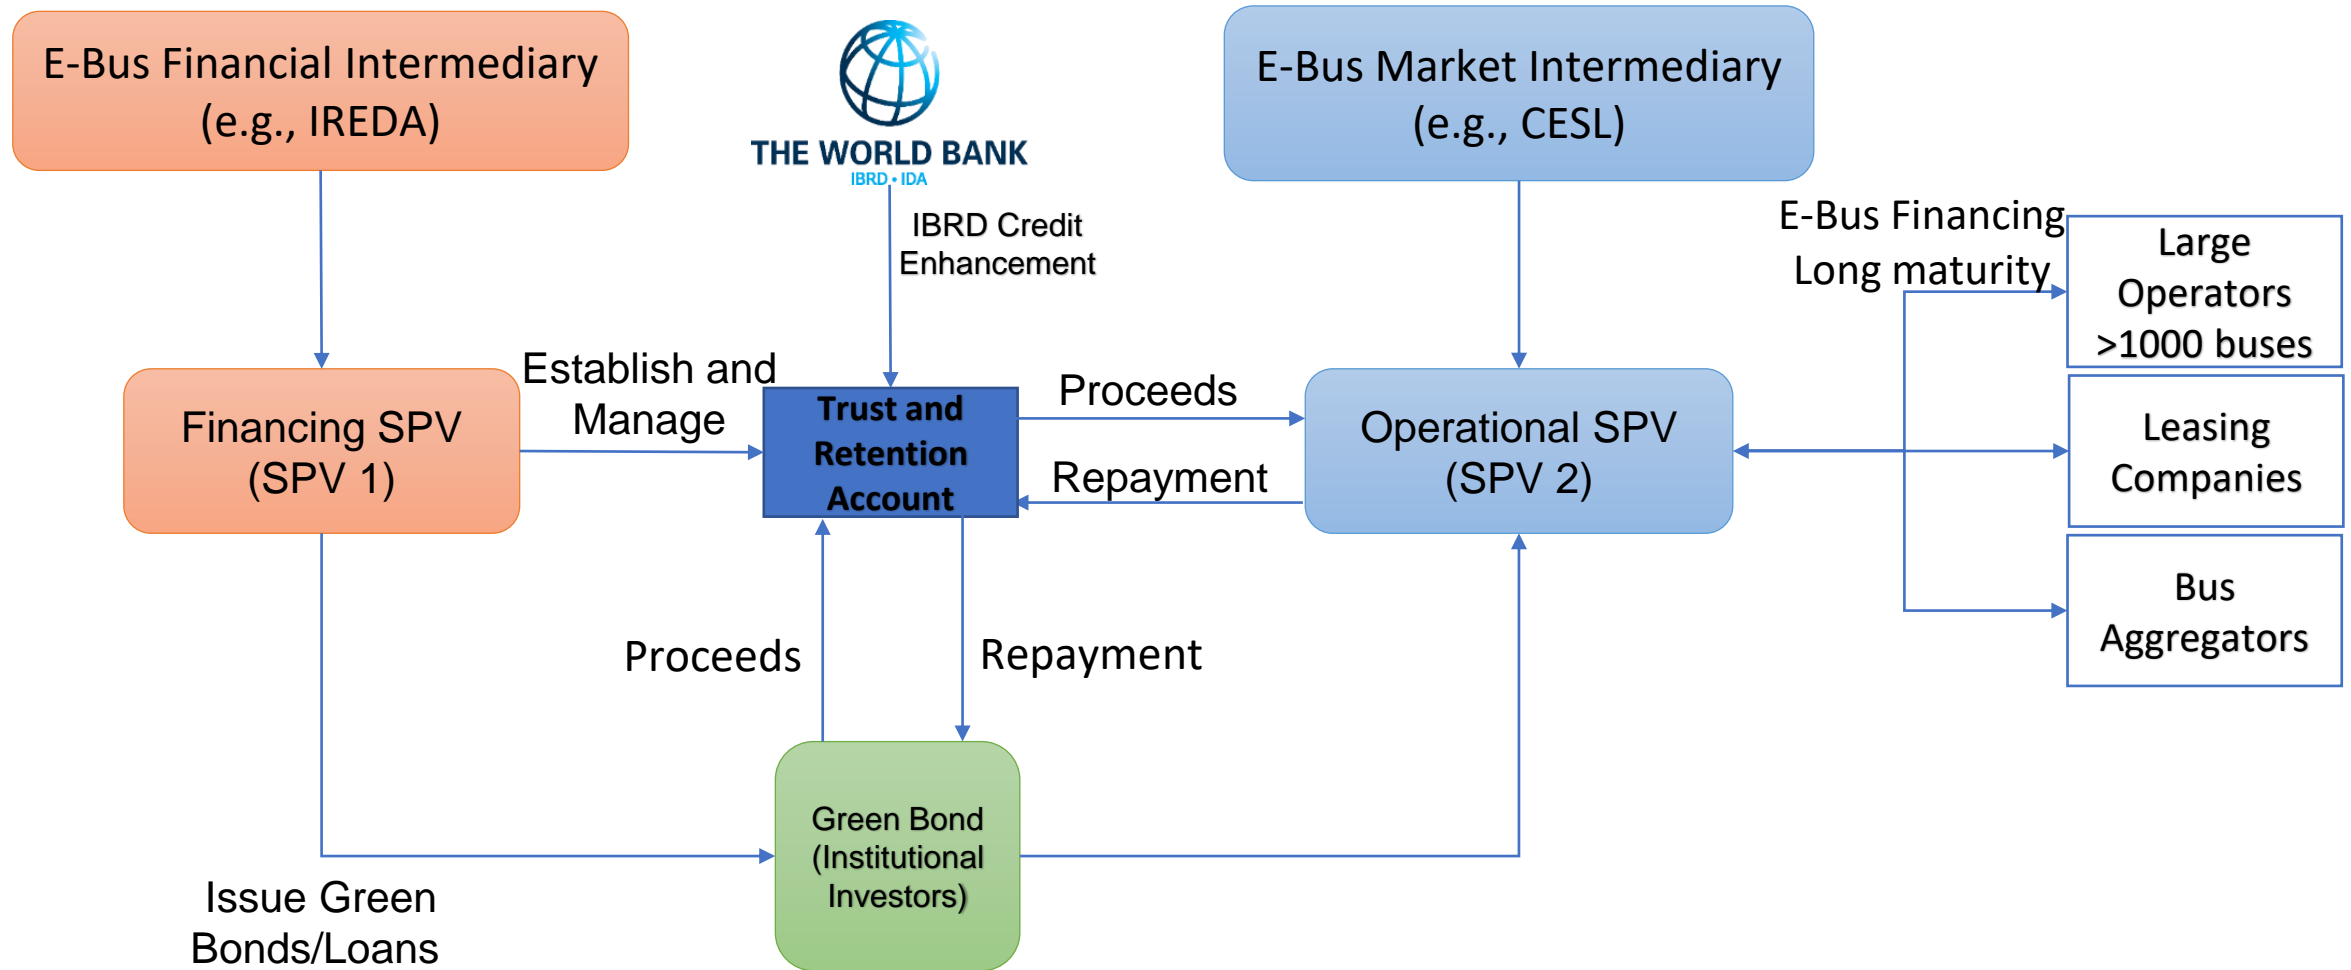 E-Bus Financial Intermediary
(e.g., IREDA)
THE WORLD BANK
IBRD • IDA
E-Bus Market Intermediary
(e.g., CESL)
IBRD Credit
Enhancement
E-Bus Financing
Long maturity
Large
Operators
>1000 buses
Establish and
Manage
Financing SPV
(SPV 1)
Trust and
Retention
Account
Proceeds
Repayment
Operational SPV
(SPV 2)
Leasing
Companies
Bus
Aggregators
Proceeds
Repayment
Green Bond
(Institutional
Investors)
Issue Green
Bonds/Loans